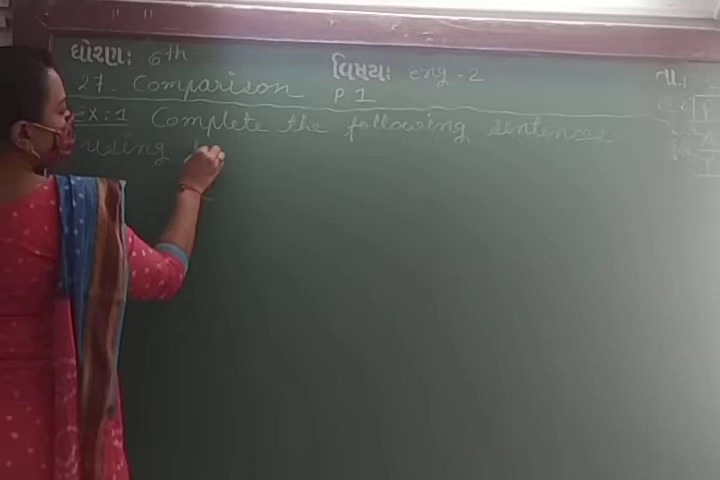 ધોરણ: 6th વિષય: eng - 2 તા.
27. Comparison P 1
Ex: 1 Complete the following sentences
using